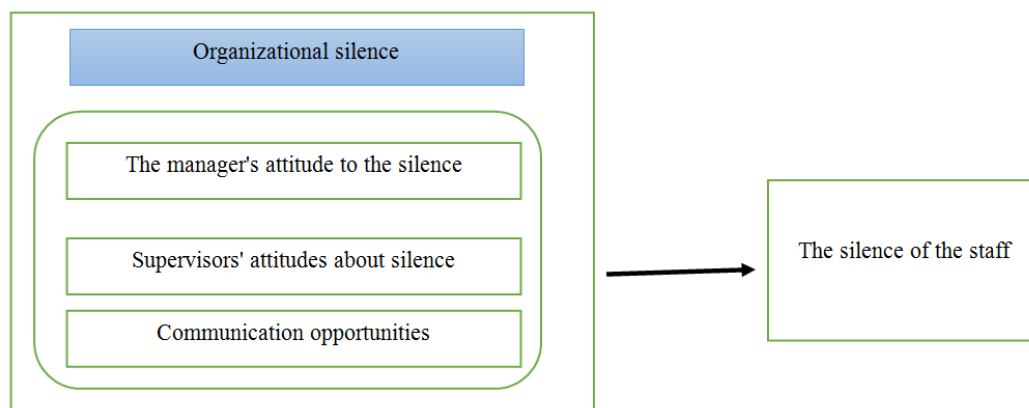 Organizational silence
The manager's attitude to the silence
Supervisors' attitudes about silence
Communication opportunities
The silence of the staff